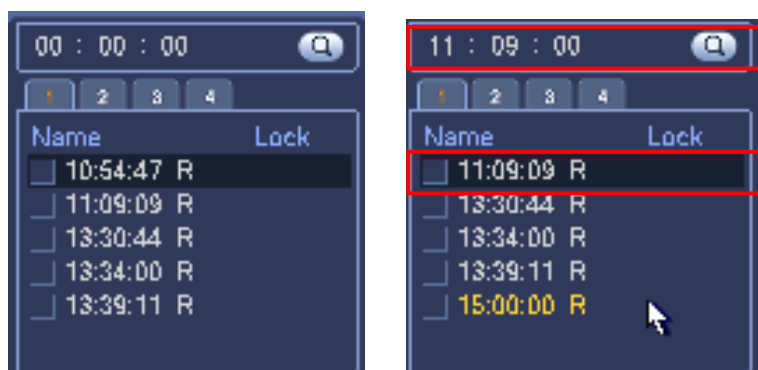 00 : 00 : 00
1 2 3 4
Name Lock
10:54:47 R
11:09:09 R
13:30:44 R
13:34:00 R
13:39:11 R
11 : 09 : 00
1 2 3 4
Name Lock
11:09:09 R
13:30:44 R
13:34:00 R
13:39:11 R
15:00:00 R